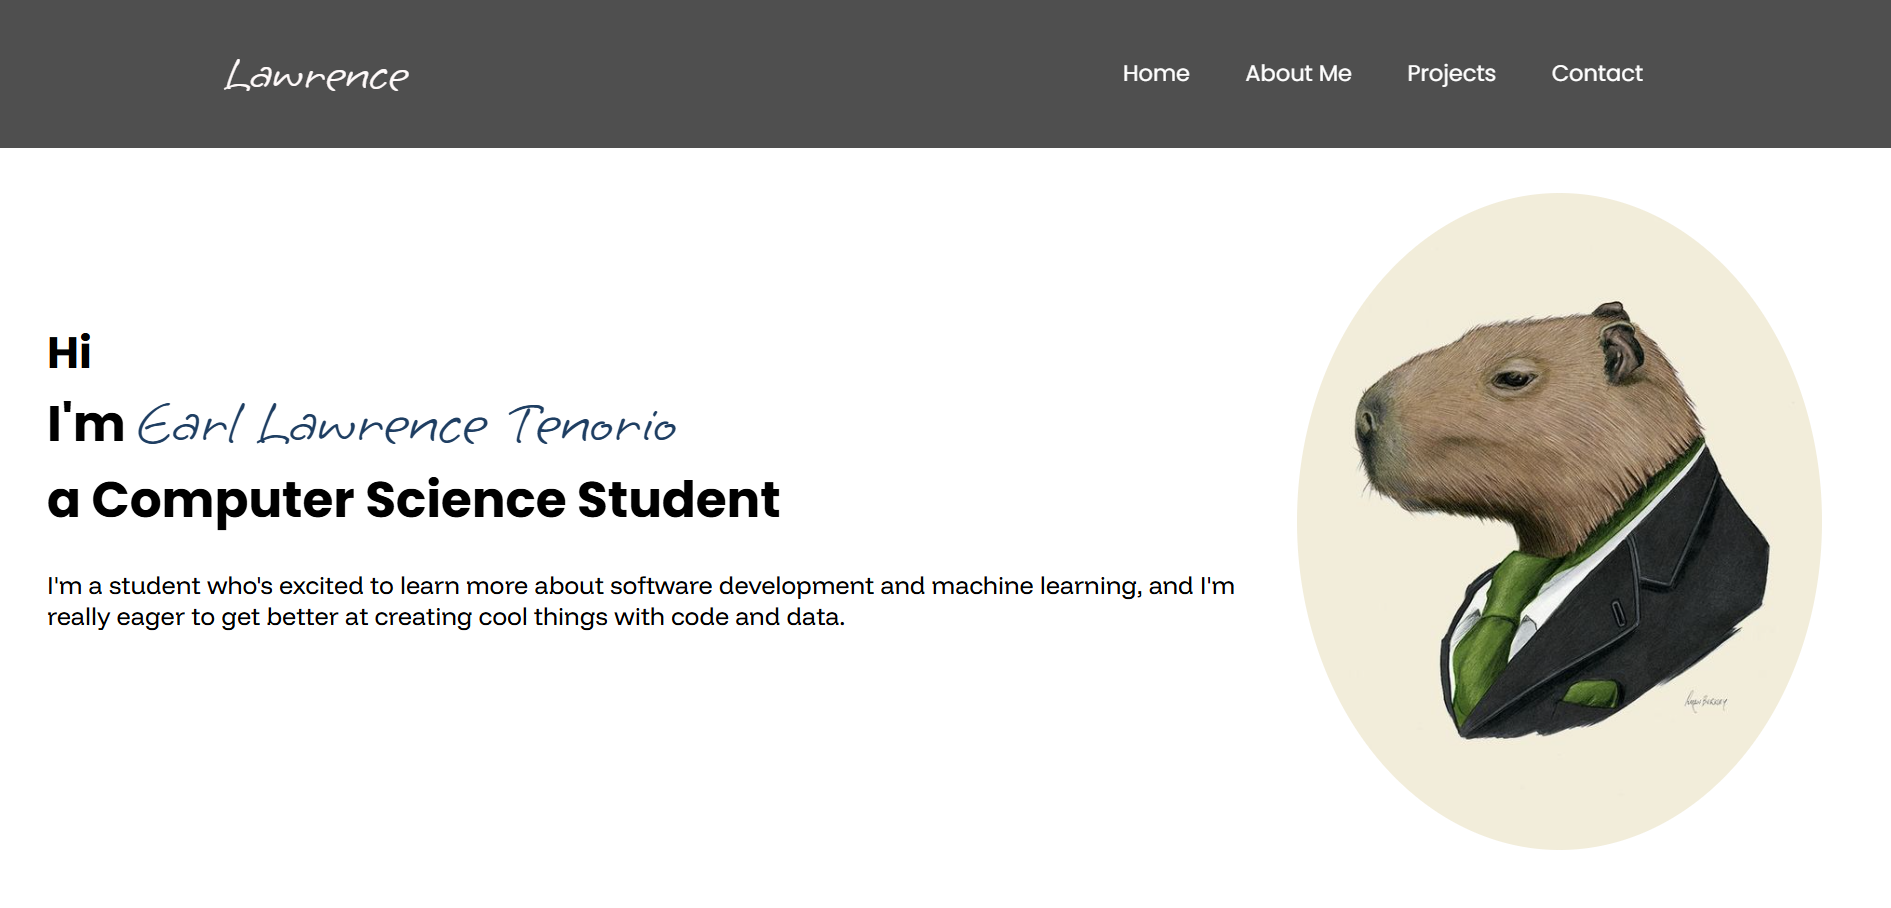 Lawrence
Home About Me Projects Contact
Hi
I'm Earl Lawrence Tenorio
a Computer Science Student
I'm a student who's excited to learn more about software development and machine learning, and I'm
really eager to get better at creating cool things with code and data.